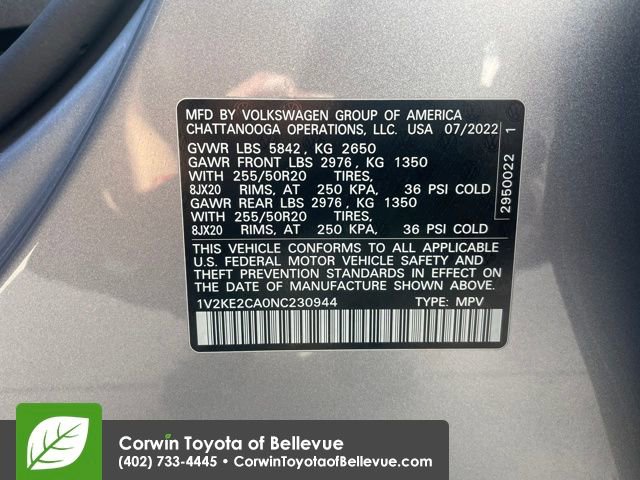 MFD BY VOLKSWAGEN GROUP OF AMERICA
CHATTANOOGA OPERATIONS, LLC. USA 07/2022
GVWR LBS 5842, KG 2650
GAWR FRONT LBS 2976, KG 1350
WITH 255/50R20 TIRES,
8JX20 RIMS, AT 250 KPA, 36 PSI COLD
GAWR REAR LBS 2976, KG 1350
WITH 255/50R20 TIRES,
8JX20 RIMS, AT 250 KPA, 36 PSI COLD
THIS VEHICLE CONFORMS TO ALL APPLICABLE
U.S. FEDERAL MOTOR VEHICLE SAFETY AND
THEFT PREVENTION STANDARDS IN EFFECT ON
THE DATE OF MANUFACTURE SHOWN ABOVE
1V2KE2CA0NC230944 TYPE: MPV
2950022 1
Corwin Toyota of Bellevue
(402) 733-4445 • CorwinToyotaofBellevue.com